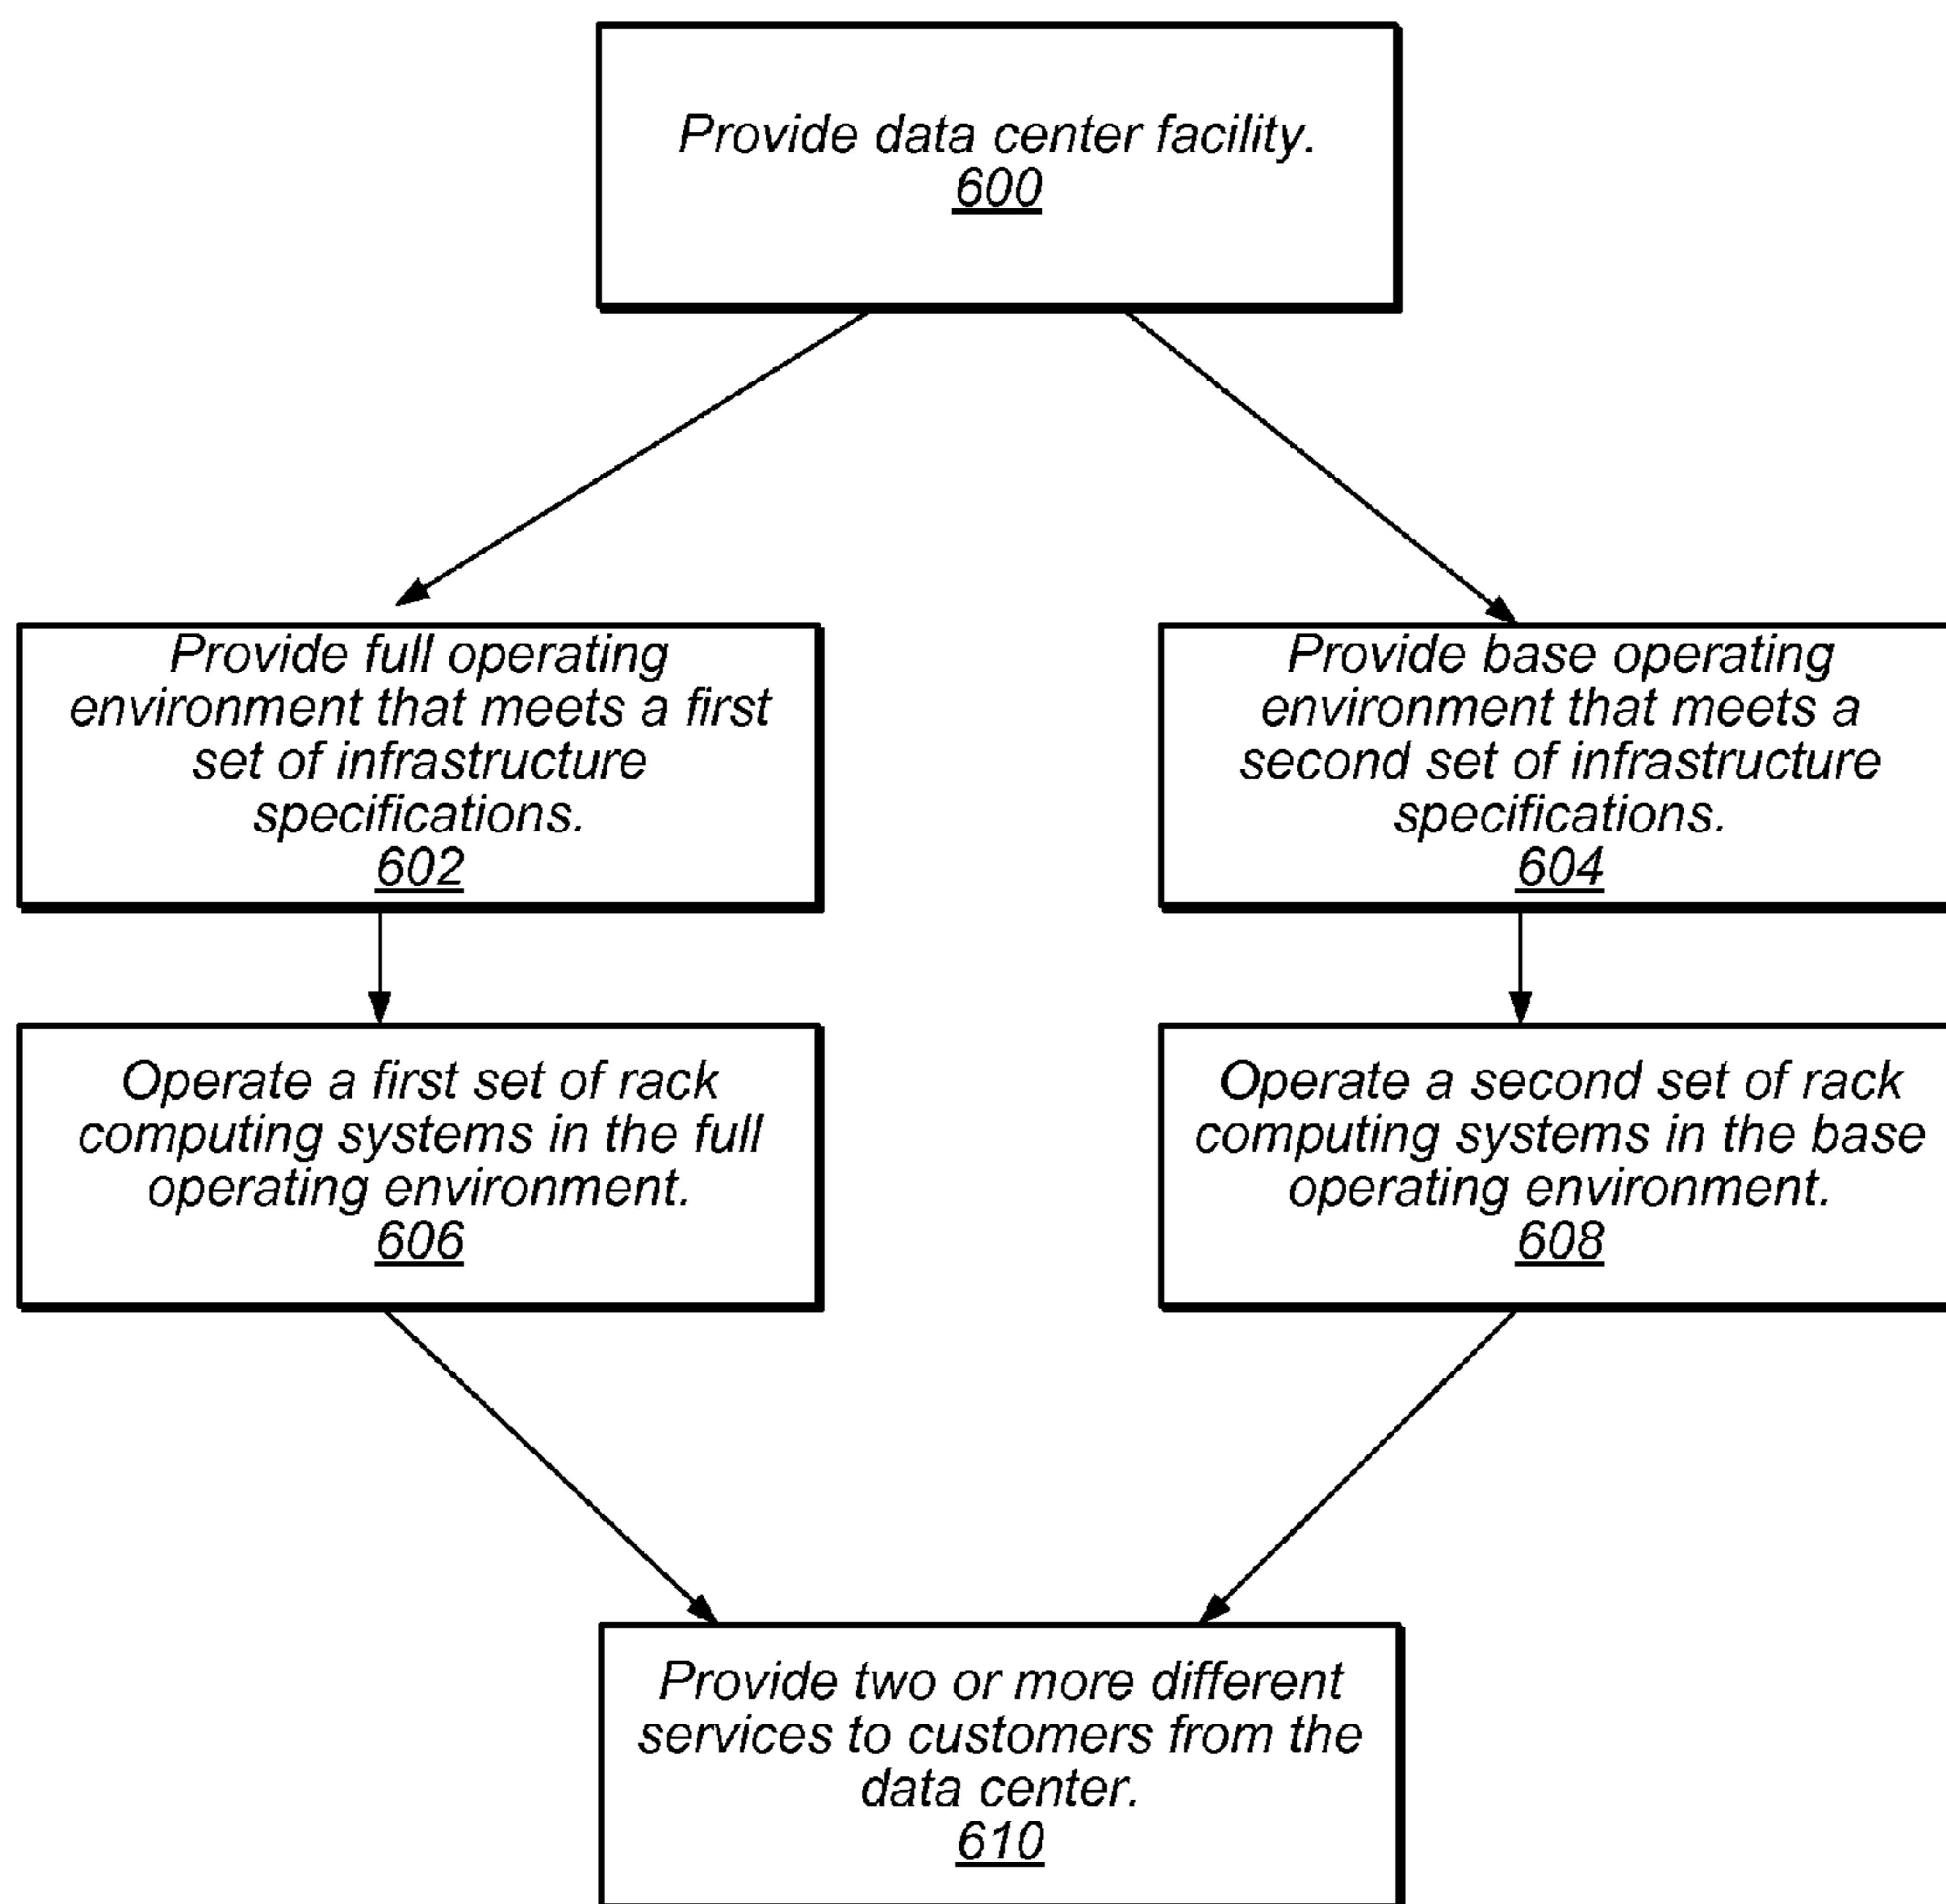 Provide data center facility.
600
Provide full operating
environment that meets a first
set of infrastructure
specifications.
602
Provide base operating
environment that meets a
second set of infrastructure
specifications.
604
Operate a first set of rack
computing systems in the full
operating environment.
606
Operate a second set of rack
computing systems in the base
operating environment.
608
Provide two or more different
services to customers from the
data center.
610